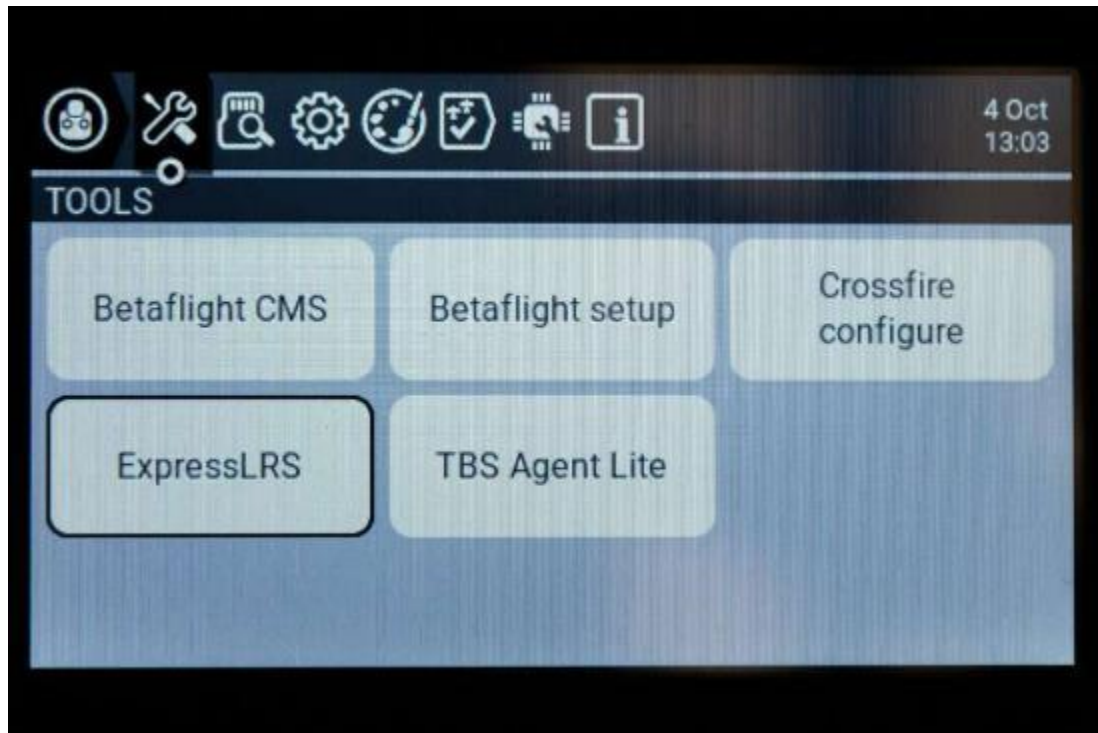 4 Oct
13:03
TOOLS
Betaflight CMS
Betaflight setup
Crossfire
configure
ExpressLRS
TBS Agent Lite